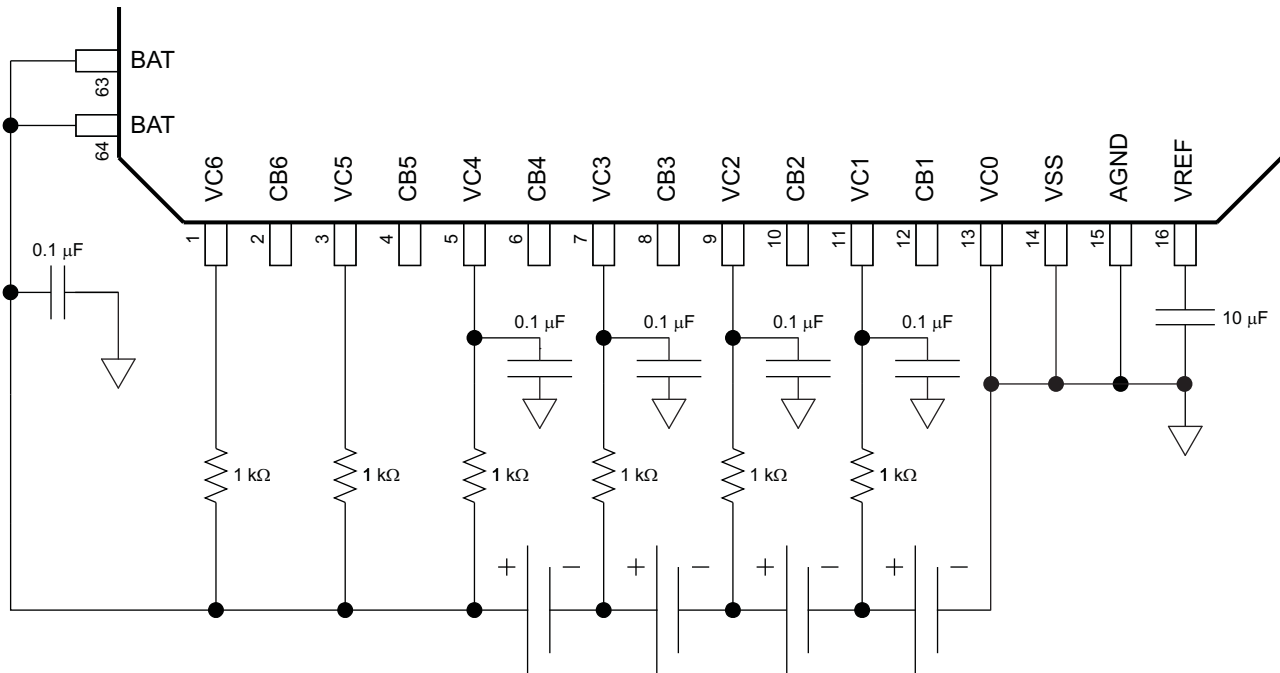 BAT
63
BAT
64
VC6
CB6
VC5
CB5
VC4
CB4
VC3
CB3
VC2
CB2
VC1
CB1
VC0
VSS
AGND
VREF
1
2
3
4
5
6
7
8
9
10
11
12
13
14
15
16
0.1 μF
0.1 μF
0.1 μF
0.1 μF
0.1 μF
10 μF
1 kΩ
1 kΩ
1 kΩ
1 kΩ
1 kΩ
1 kΩ
+ − + − + − + −